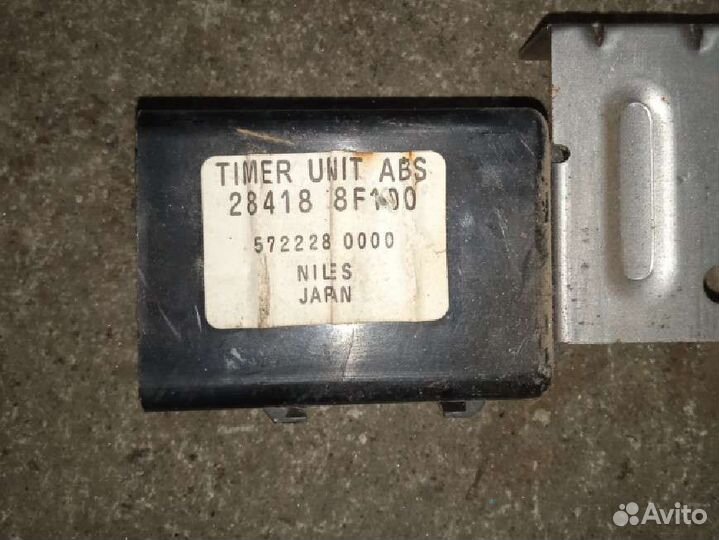 TIMER UNIT ABS
28418 8F100
572228 0000
NILES
JAPAN
Avito